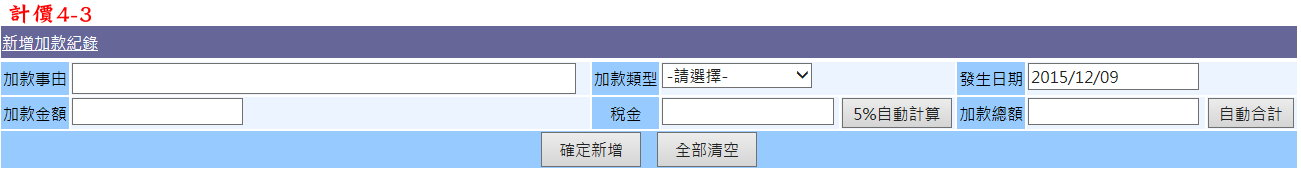 計價4-3
新增加款紀錄
加款事由 加款類型 -請選擇- 發生日期 2015/12/09
加款金額 稅金 5%自動計算 加款總額 自動合計
確定新增 全部清空